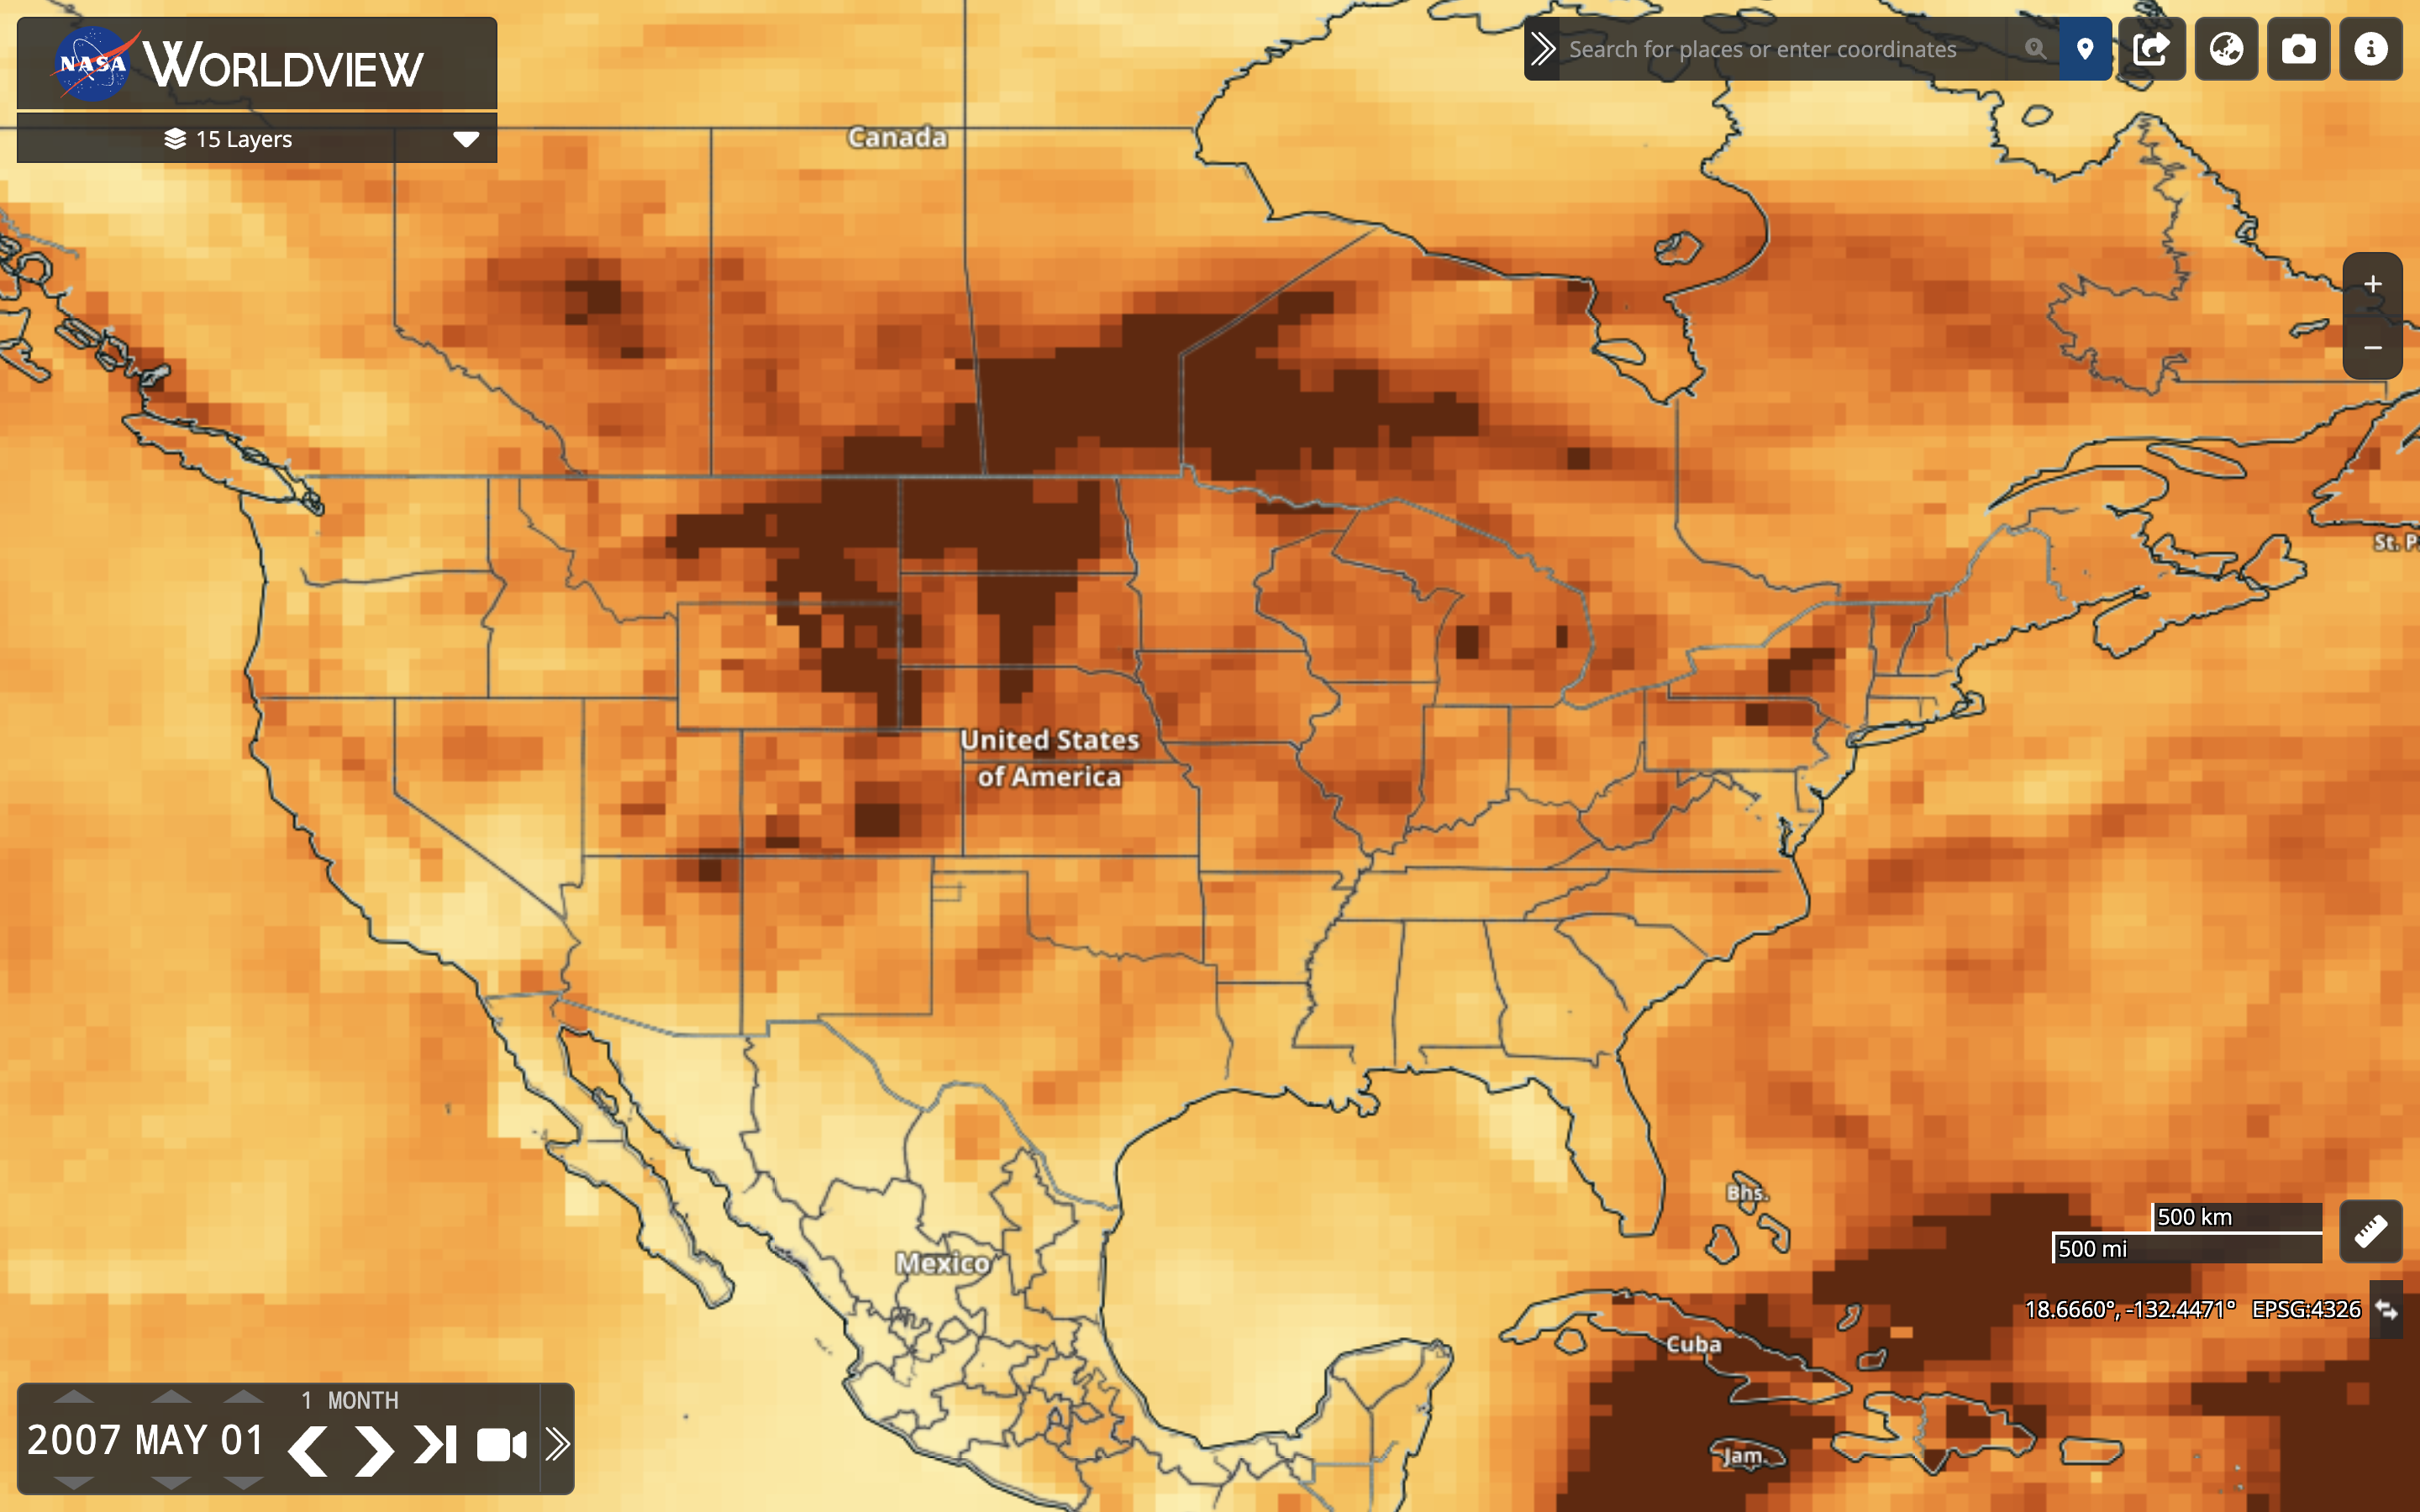 NASA WORLDVIEW
15 Layers
Search for places or enter coordinates
Canada
+
−
St. P
United States
of America
Bhs.
500 km
500 mi
Mexico
18.6660°, -132.4471° EPSG:4326
Cuba
1 MONTH
2007 MAY 01
Jam.